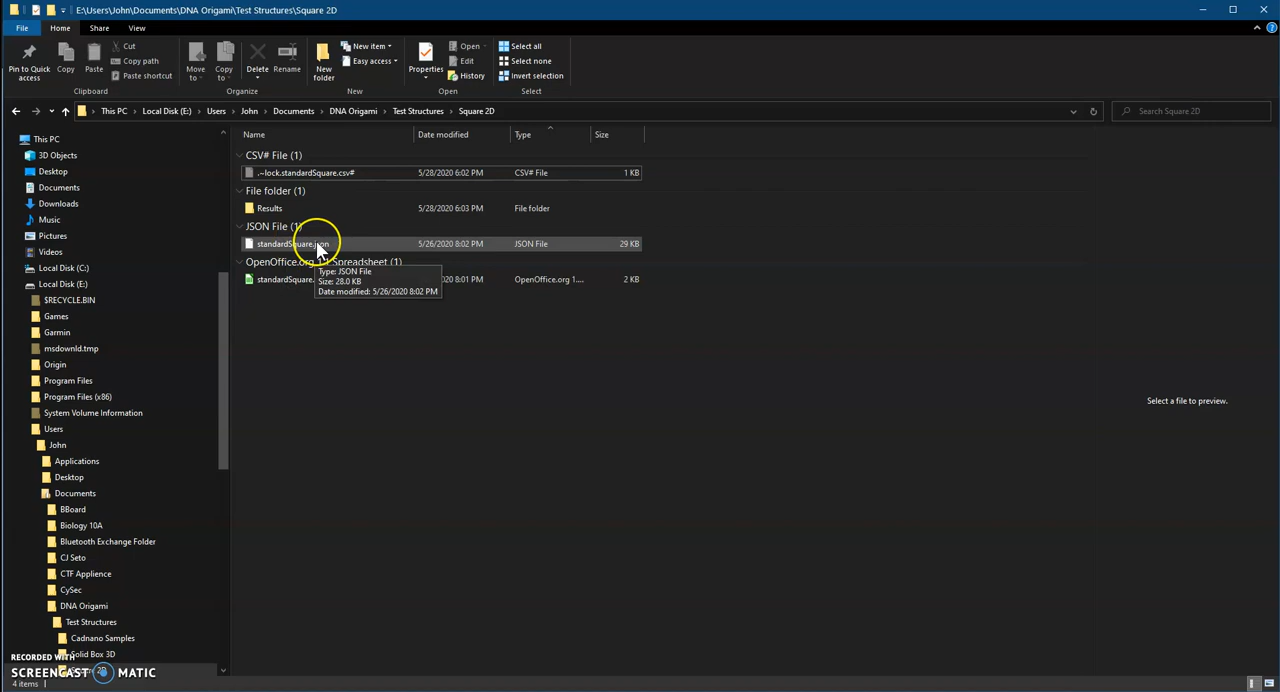 E:\Users\John\Documents\DNA Origami\Test Structures\Square 2D
File Home Share View
Pin to Quick access
Copy
Paste
Cut
Copy path
Paste shortcut
Clipboard
Move to
Copy to
Delete
Rename
Organize
New folder
New item
Easy access
New
Properties
Open
Edit
History
Open
Select all
Select none
Invert selection
Select
This PC > Local Disk (E:) > Users > John > Documents > DNA Origami > Test Structures > Square 2D
Search Square 2D
This PC
3D Objects
Desktop
Documents
Downloads
Music
Pictures
Videos
Local Disk (C:)
Local Disk (E:)
$RECYCLE.BIN
Games
Garmin
msdownld.tmp
Origin
Program Files
Program Files (x86)
System Volume Information
Users
John
Applications
Desktop
Documents
BBoard
Biology 10A
Bluetooth Exchange Folder
CJ Seto
CTF Applience
CySec
DNA Origami
Test Structures
Cadnano Samples
Solid Box 3D
Name Date modified Type Size
CSV# File (1)
.~lock.standardSquare.csv# 5/28/2020 6:02 PM CSV# File 1 KB
File folder (1)
Results 5/28/2020 6:03 PM File folder
JSON File (1)
standardSquare.json 5/26/2020 8:02 PM JSON File 29 KB
OpenOffice.org 1.1 Spreadsheet (1)
standardSquare. 8:01 PM OpenOffice.org 1.... 2 KB
Type: JSON File
Size: 28.0 KB
Date modified: 5/26/2020 8:02 PM
Select a file to preview.
RECORDED WITH
SCREENCAST MATIC
4 items